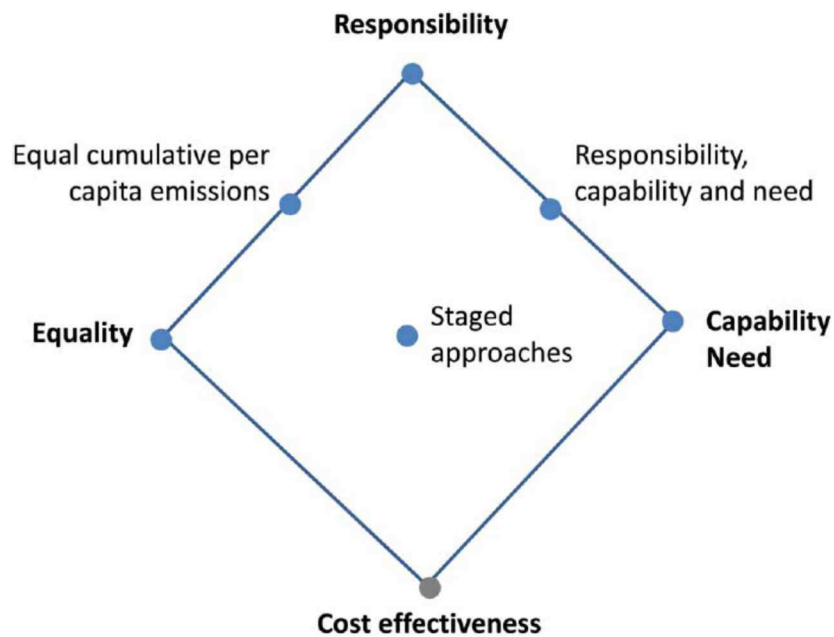 Responsibility
Equal cumulative per
capita emissions
Responsibility,
capability and need
Equality
Staged
approaches
Capability
Need
Cost effectiveness